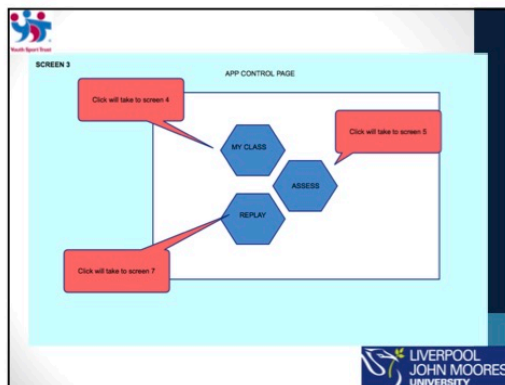 Youth Sport Trust
SCREEN 3
APP CONTROL PAGE
Click will take to screen 4
MY CLASS
Click will take to screen 5
ASSESS
REPLAY
Click will take to screen 7
LIVERPOOL
JOHN MOORES
UNIVERSITY